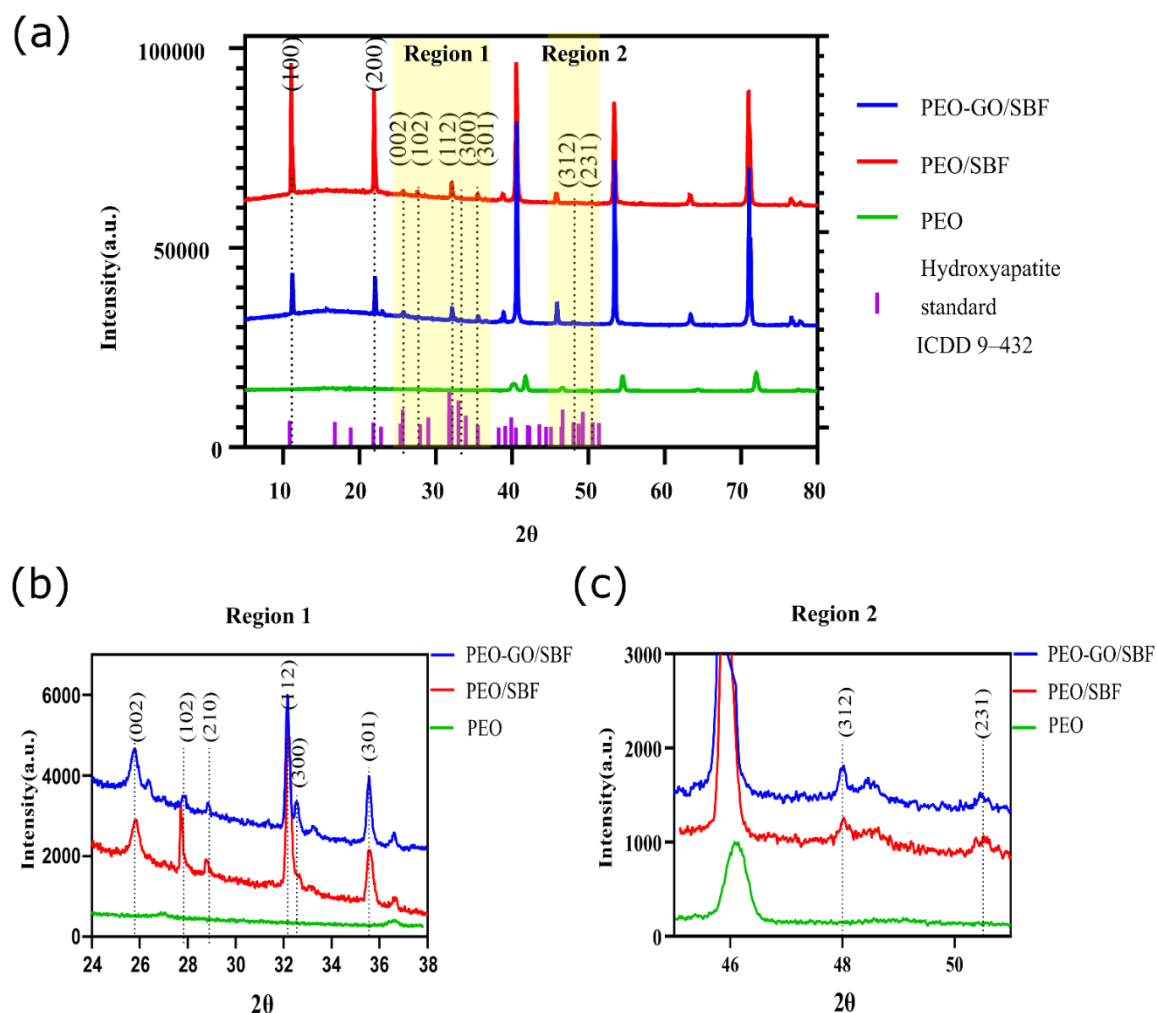 (a)
100000
50000
0
Intensity(a.u.)
Region 1
Region 2
(100)
(200)
(002)
(102)
(112)
(300)
(301)
(312)
(231)
10
20
30
40
50
60
70
80
2θ
PEO-GO/SBF
PEO/SBF
PEO
Hydroxyapatite
standard
ICDD 9–432
(b)
Region 1
6000
4000
2000
0
Intensity(a.u.)
(002)
(102)
(210)
(112)
(300)
(301)
24
26
28
30
32
34
36
38
2θ
PEO-GO/SBF
PEO/SBF
PEO
(c)
Region 2
3000
2000
1000
0
Intensity(a.u.)
(312)
(231)
46
48
50
2θ
PEO-GO/SBF
PEO/SBF
PEO